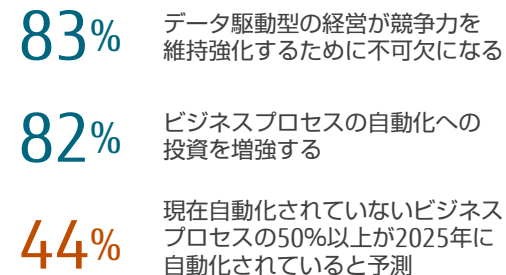 83%
データ駆動型の経営が競争力を
維持強化するために不可欠になる
82%
ビジネスプロセスの自動化への
投資を増強する
44%
現在自動化されていないビジネス
プロセスの50%以上が2025年に
自動化されていると予測